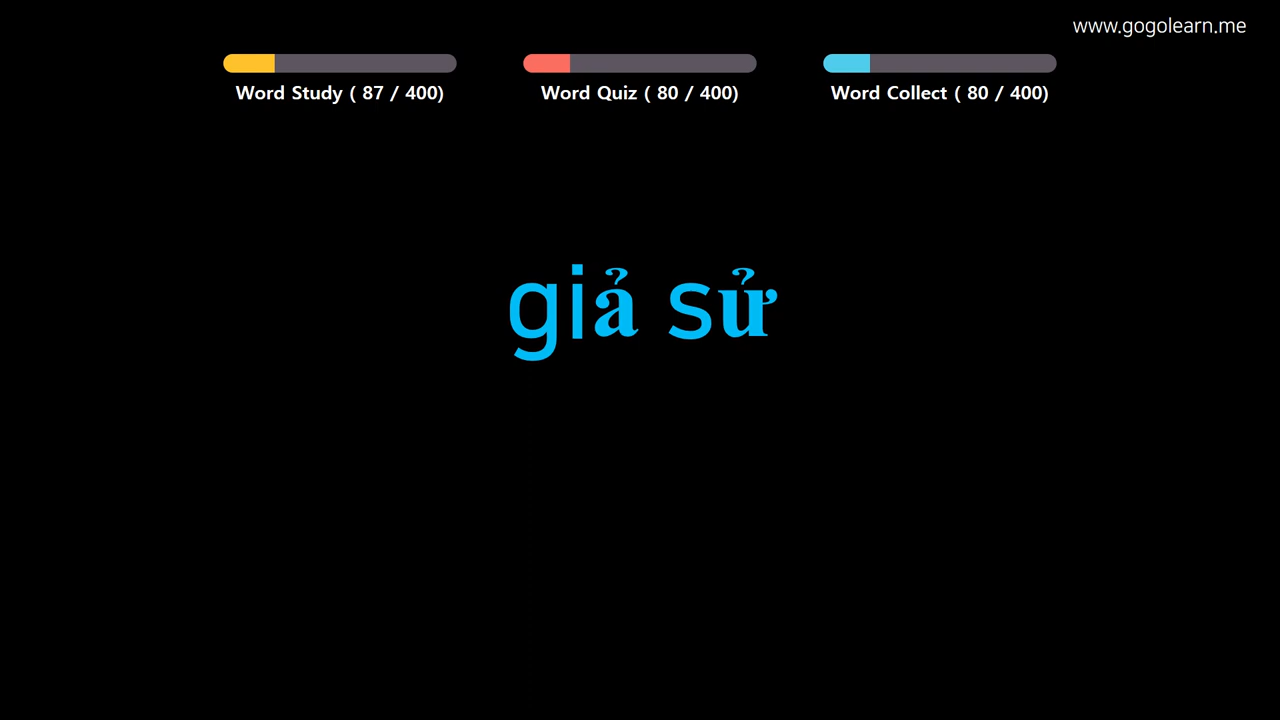 www.gogolearn.me
Word Study ( 87 / 400)
Word Quiz ( 80 / 400)
Word Collect ( 80 / 400)
giả sử